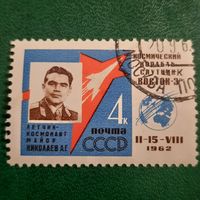 КОСМИЧЕСКИЙ
КОРАБЛЬ
СПУТНИК
ВОСТОК-3
4к
ПОЧТА
СССР
ЛЕТЧИК-
КОСМОНАВТ
МАЙОР
НИКОЛАЕВ А.Г.
11-15-VIII
1962